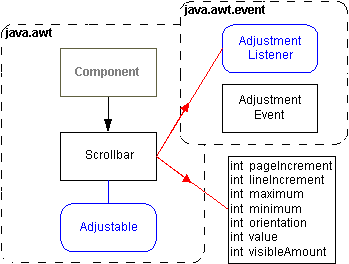 java.awt.event
java.awt
Adjustment
Listener
Component
Adjustment
Event
Scrollbar
int pageIncrement
int lineIncrement
int maximum
int minimum
int orientation
int value
int visibleAmount
Adjustable